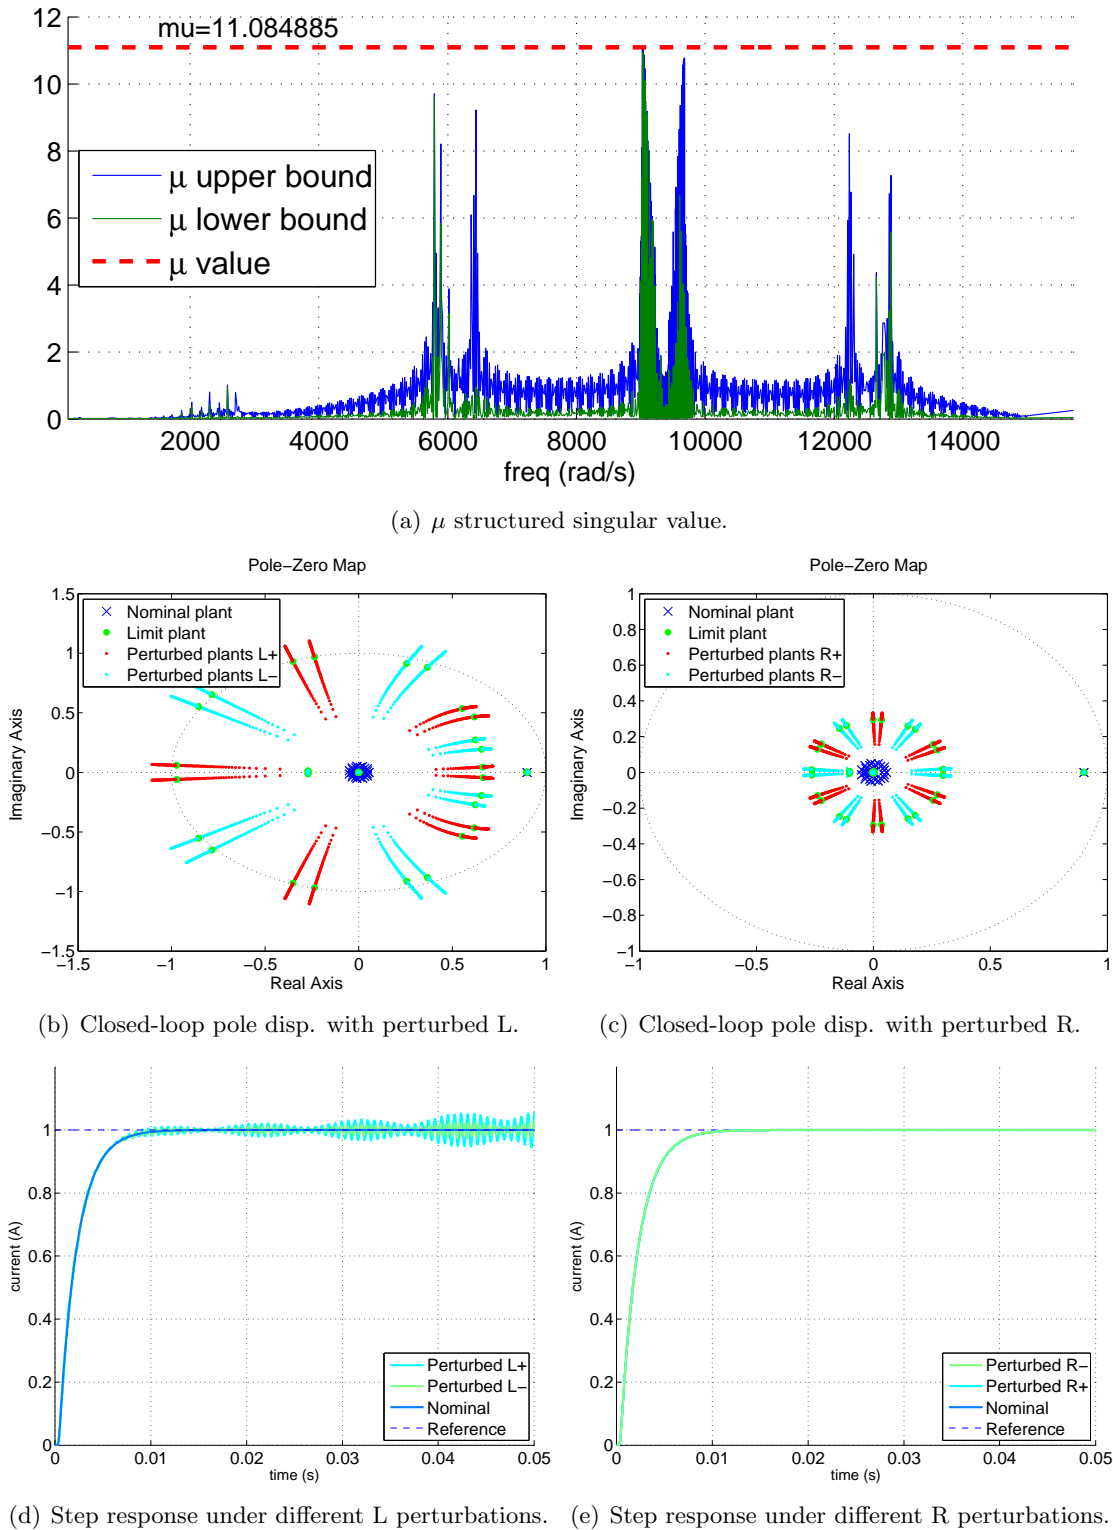 mu=11.084885
12
10
8
6
4
2
0
μ upper bound
μ lower bound
μ value
2000 4000 6000 8000 10000 12000 14000
freq (rad/s)
(a) μ structured singular value.
Pole−Zero Map
Imaginary Axis
1.5
1
0.5
0
−0.5
−1
−1.5
Nominal plant
Limit plant
Perturbed plants L+
Perturbed plants L−
−1.5 −1 −0.5 0 0.5 1
Real Axis
(b) Closed-loop pole disp. with perturbed L.
Pole−Zero Map
Imaginary Axis
1
0.8
0.6
0.4
0.2
0
−0.2
−0.4
−0.6
−0.8
−1
Nominal plant
Limit plant
Perturbed plants R+
Perturbed plants R−
−1 −0.5 0 0.5 1
Real Axis
(c) Closed-loop pole disp. with perturbed R.
current (A)
1
0.8
0.6
0.4
0.2
0
Perturbed L+
Perturbed L−
Nominal
Reference
0 0.01 0.02 0.03 0.04 0.05
time (s)
(d) Step response under different L perturbations.
current (A)
1
0.8
0.6
0.4
0.2
0
Perturbed R−
Perturbed R+
Nominal
Reference
0 0.01 0.02 0.03 0.04 0.05
time (s)
(e) Step response under different R perturbations.